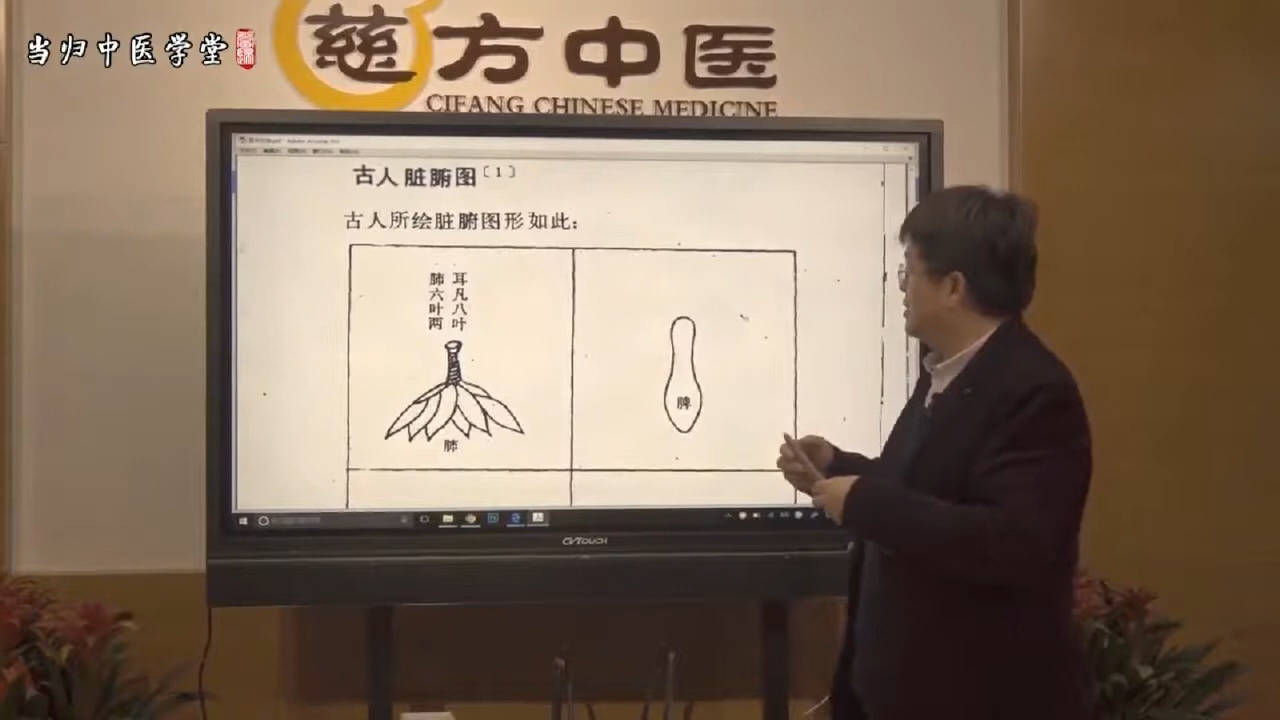 当归中医学堂
慈方中医
CIFANG CHINESE MEDICINE
古人脏腑图〔1〕
古人所绘脏腑图形如此：
肺六叶两
耳凡八叶
肺
脾
CVTOUCH